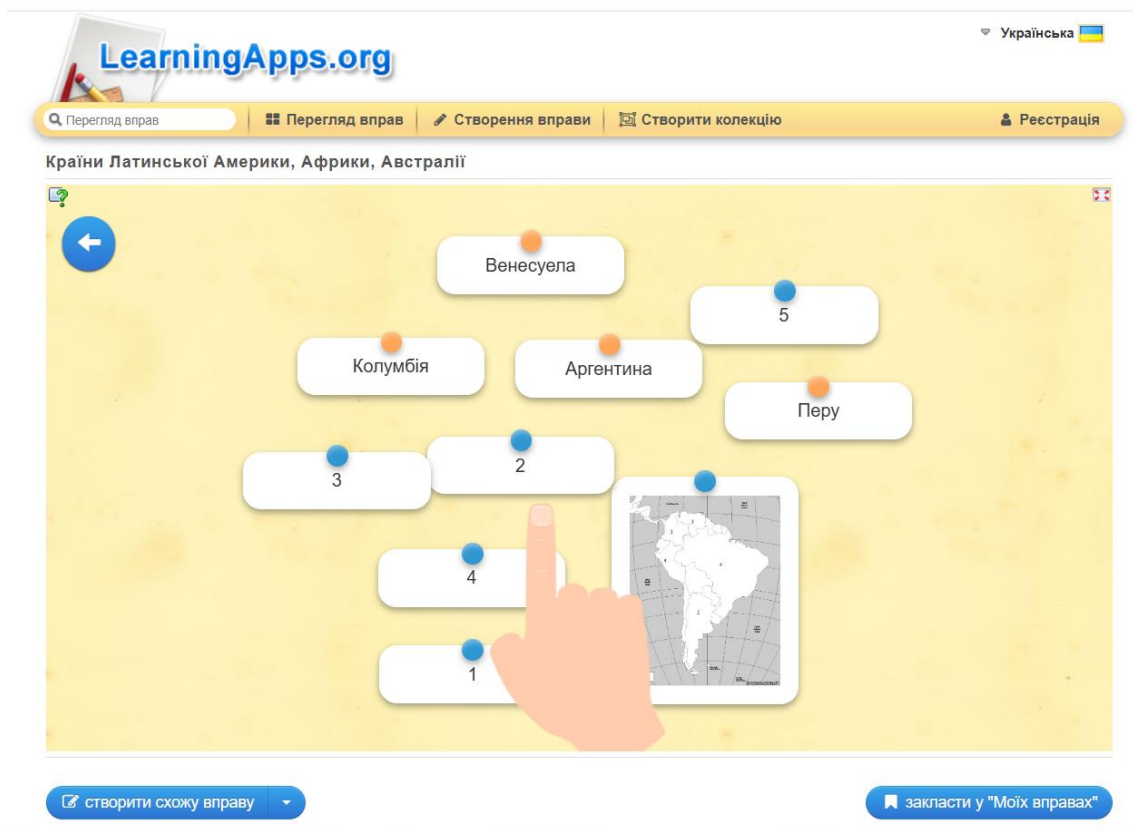 LearningApps.org
Українська
Перегляд вправ
Перегляд вправ
Створення вправи
Створити колекцію
Реєстрація
Країни Латинської Америки, Африки, Австралії
Венесуела
5
Колумбія
Аргентина
Перу
3
2
4
1
створити схожу вправу
закласти у "Моїх вправах"